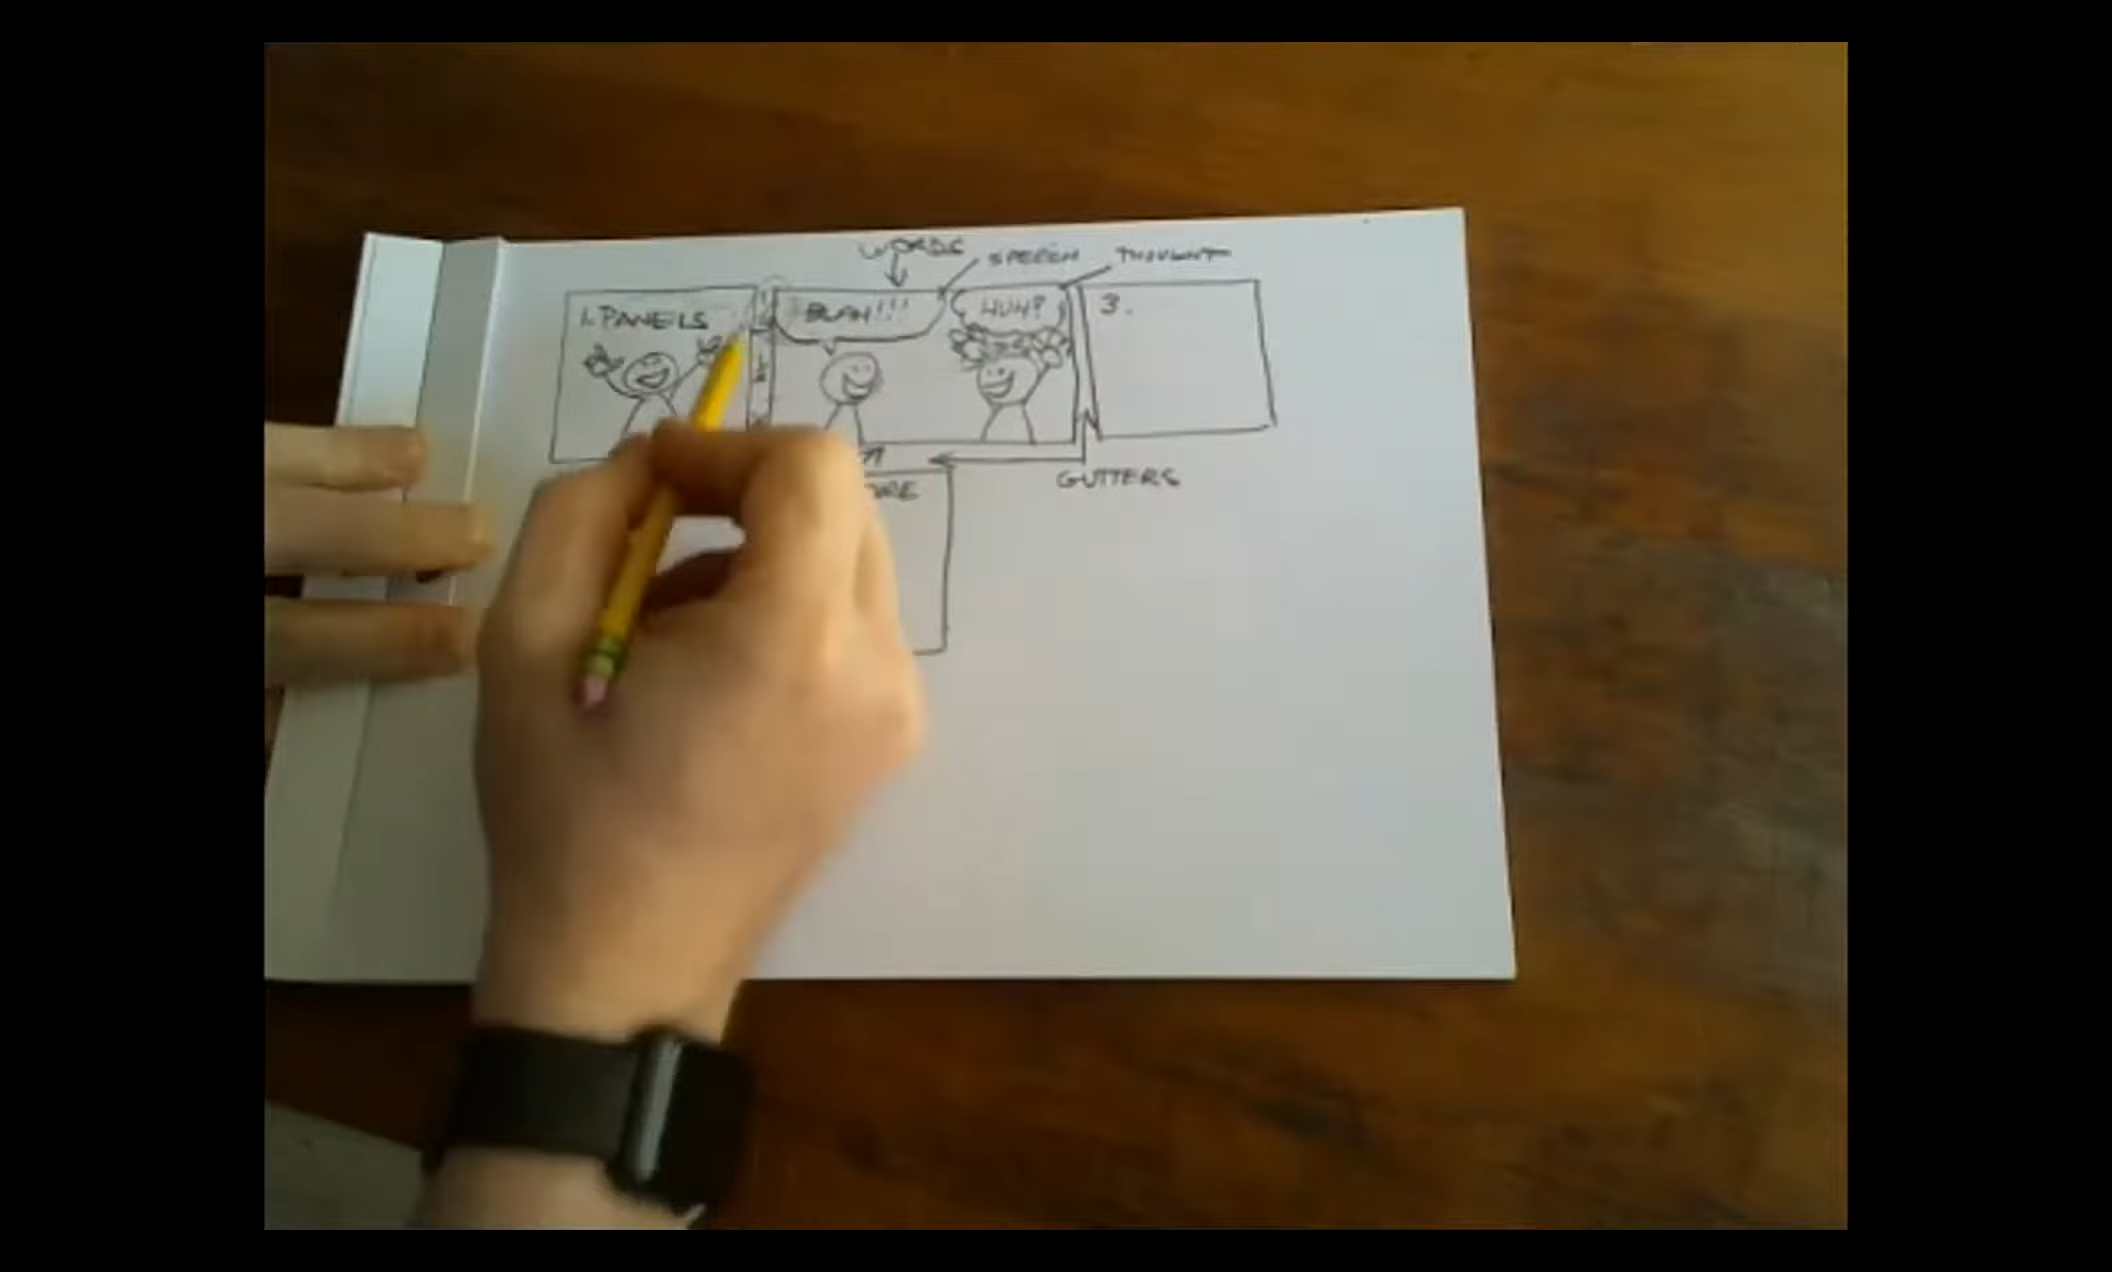 WORDS
SPEECH
THOUGHT
1. PANELS
BLAH!!!
HUH?
3.
GUTTERS